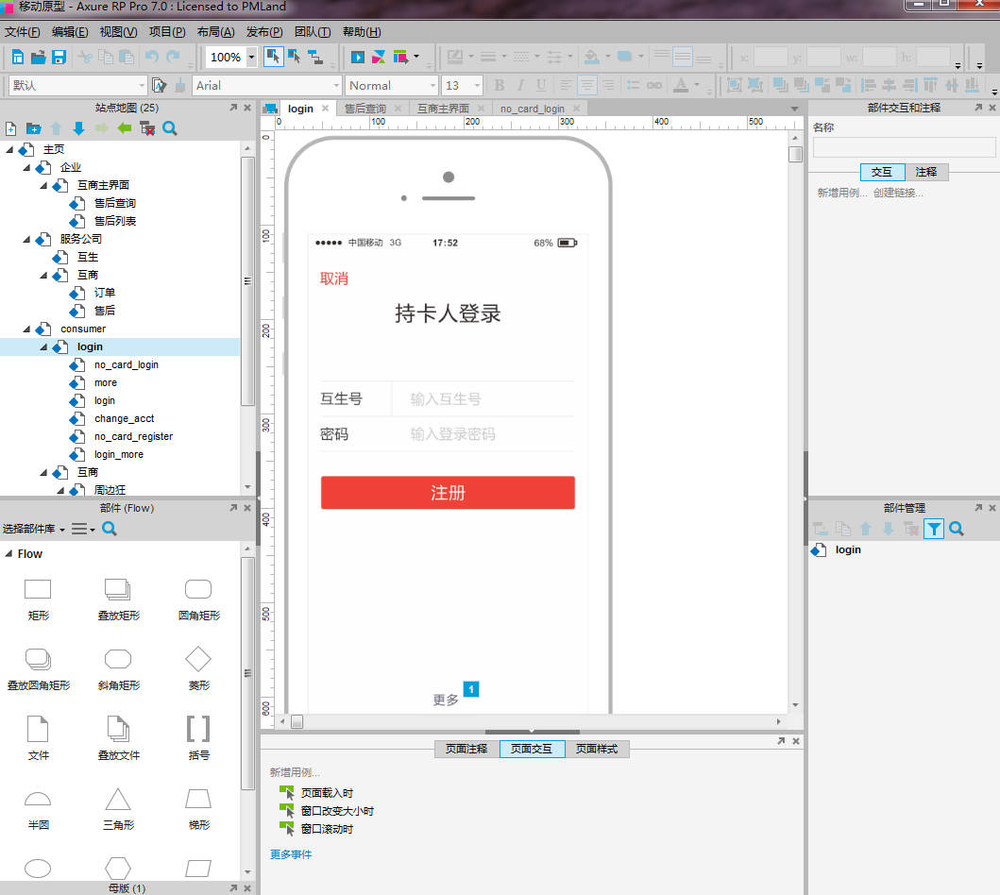 移动原型 - Axure RP Pro 7.0 : Licensed to PMLand
文件(F) 编辑(E) 视图(V) 项目(P) 布局(A) 发布(P) 团队(T) 帮助(H)
100% x: y: w: h:
默认 Arial Normal 13 B I U A
站点地图 (25)
主页
企业
互商主界面
售后查询
售后列表
服务公司
互生
互商
订单
售后
consumer
login
no_card_login
more
login
change_acct
no_card_register
login_more
互商
周边狂
部件 (Flow)
选择部件库
Flow
矩形 叠放矩形 圆角矩形
叠放圆角矩形 斜角矩形 菱形
文件 叠放文件 括号
半圆 三角形 梯形
母版 (1)
login 售后查询 互商主界面 no_card_login
0 100 200 300 400 500
0
100
200
300
400
500
600
中国移动 3G 17:52 68%
取消
持卡人登录
互生号 输入互生号
密码 输入登录密码
注册
更多 1
页面注释 页面交互 页面样式
新增用例...
页面载入时
窗口改变大小时
窗口滚动时
更多事件
部件交互和注释
名称
交互 注释
新增用例... 创建链接...
部件管理
login